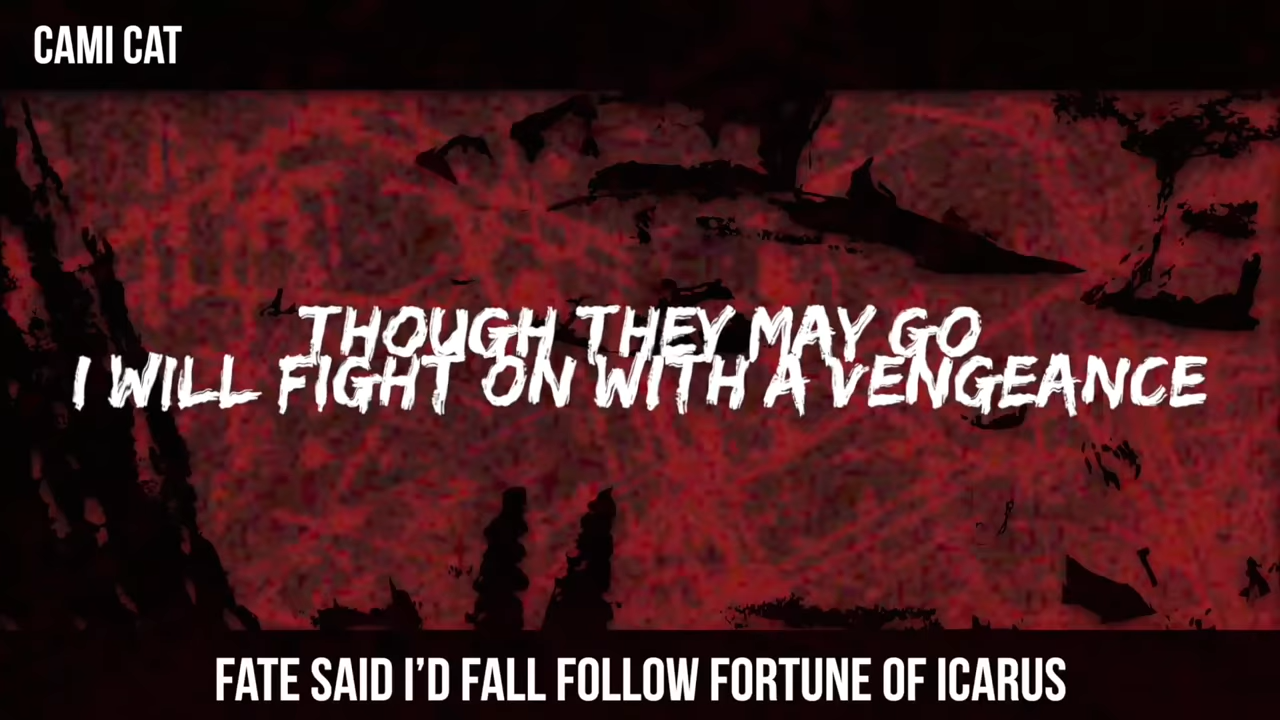 CAMI CAT
THOUGH THEY MAY GO
I WILL FIGHT ON WITH A VENGEANCE
FATE SAID I'D FALL FOLLOW FORTUNE OF ICARUS